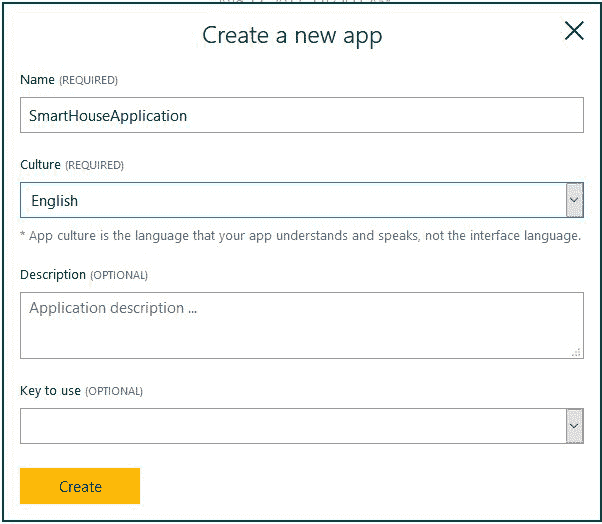 Create a new app
Name (REQUIRED)
SmartHouseApplication
Culture (REQUIRED)
English
* App culture is the language that your app understands and speaks, not the interface language.
Description (OPTIONAL)
Application description ...
Key to use (OPTIONAL)
Create